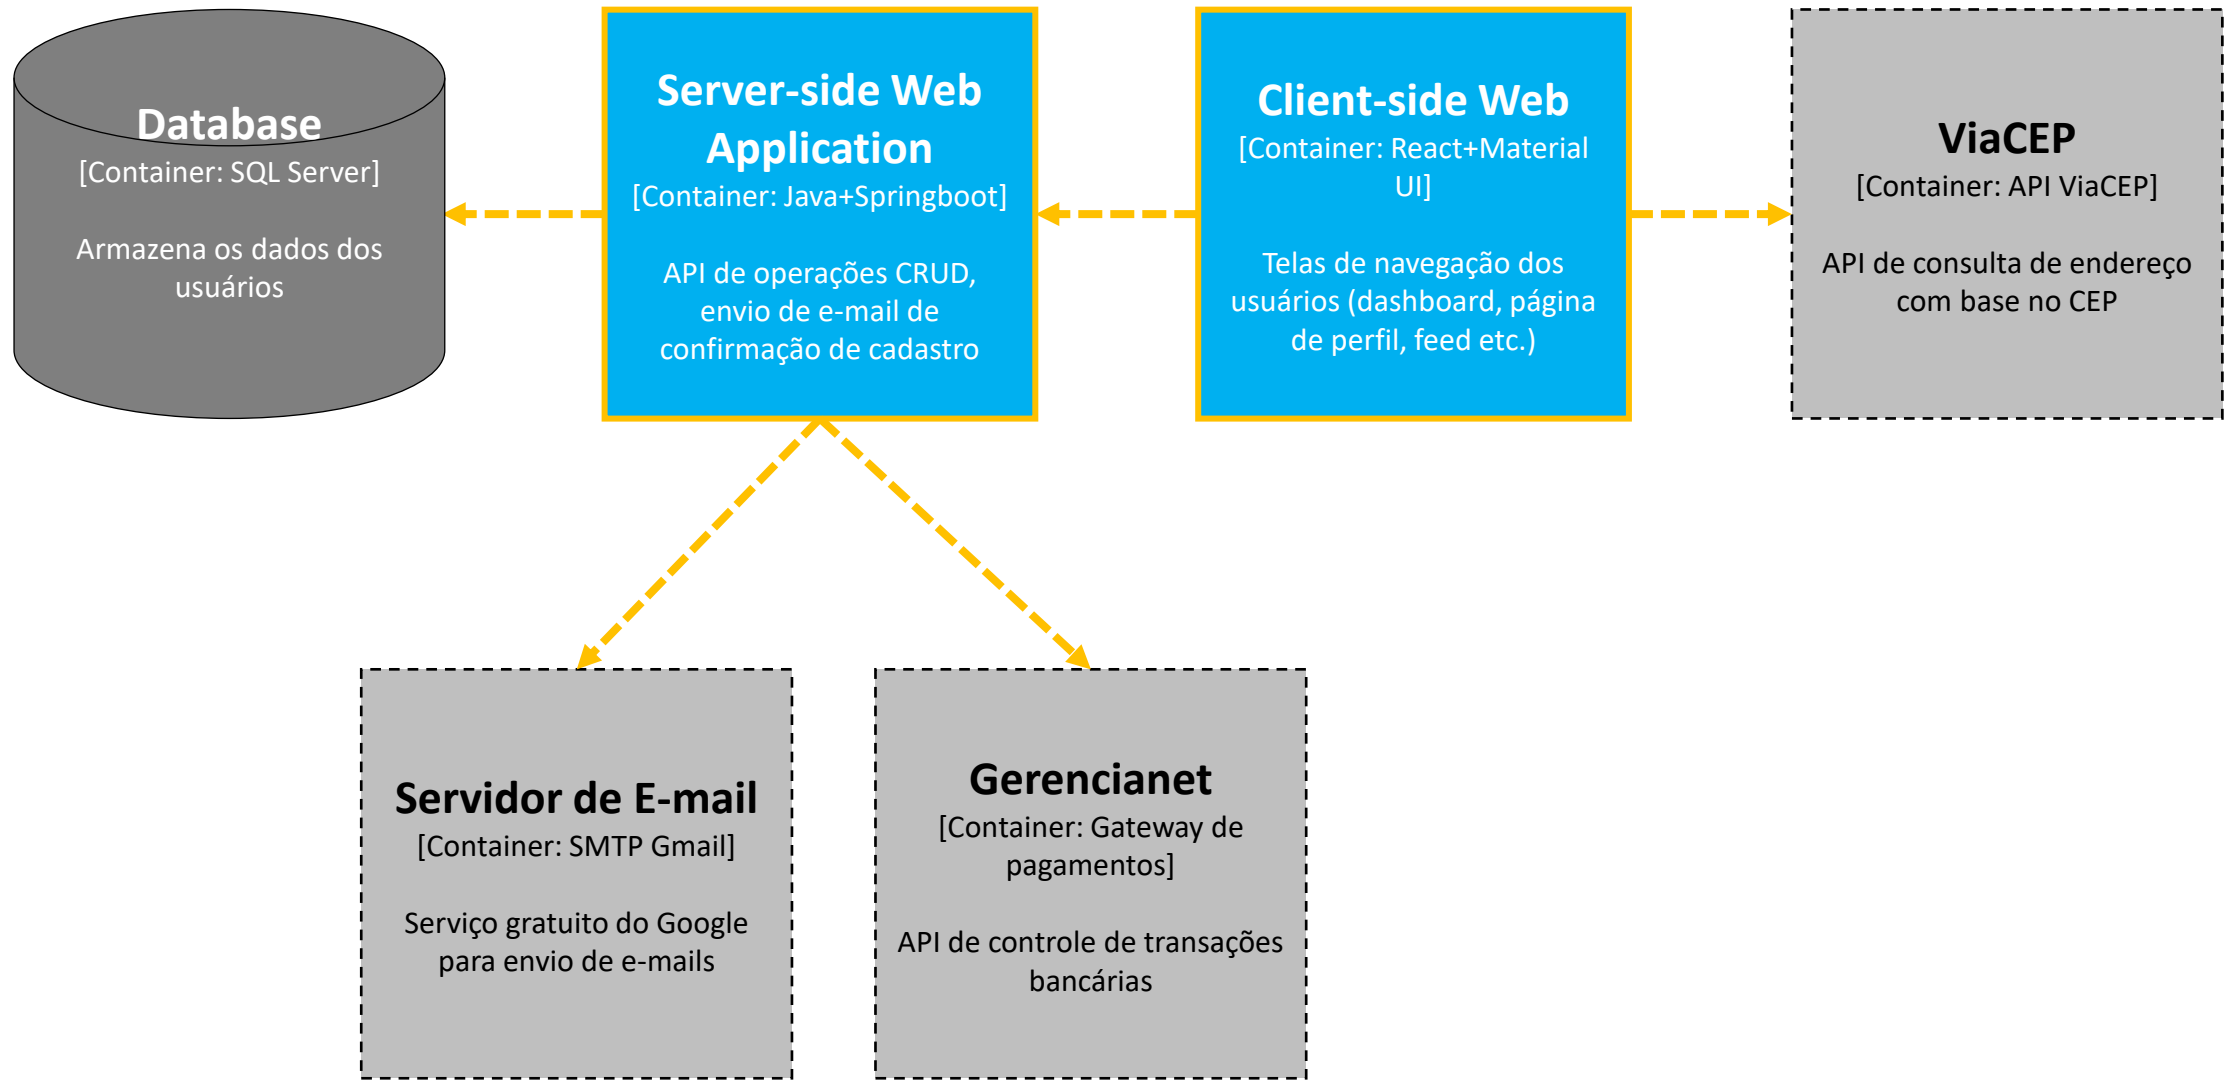 Database
[Container: SQL Server]
Armazena os dados dos
usuários
Server-side Web
Application
[Container: Java+Springboot]
API de operações CRUD,
envio de e-mail de
confirmação de cadastro
Client-side Web
[Container: React+Material
UI]
Telas de navegação dos
usuários (dashboard, página
de perfil, feed etc.)
ViaCEP
[Container: API ViaCEP]
API de consulta de endereço
com base no CEP
Servidor de E-mail
[Container: SMTP Gmail]
Serviço gratuito do Google
para envio de e-mails
Gerencianet
[Container: Gateway de
pagamentos]
API de controle de transações
bancárias